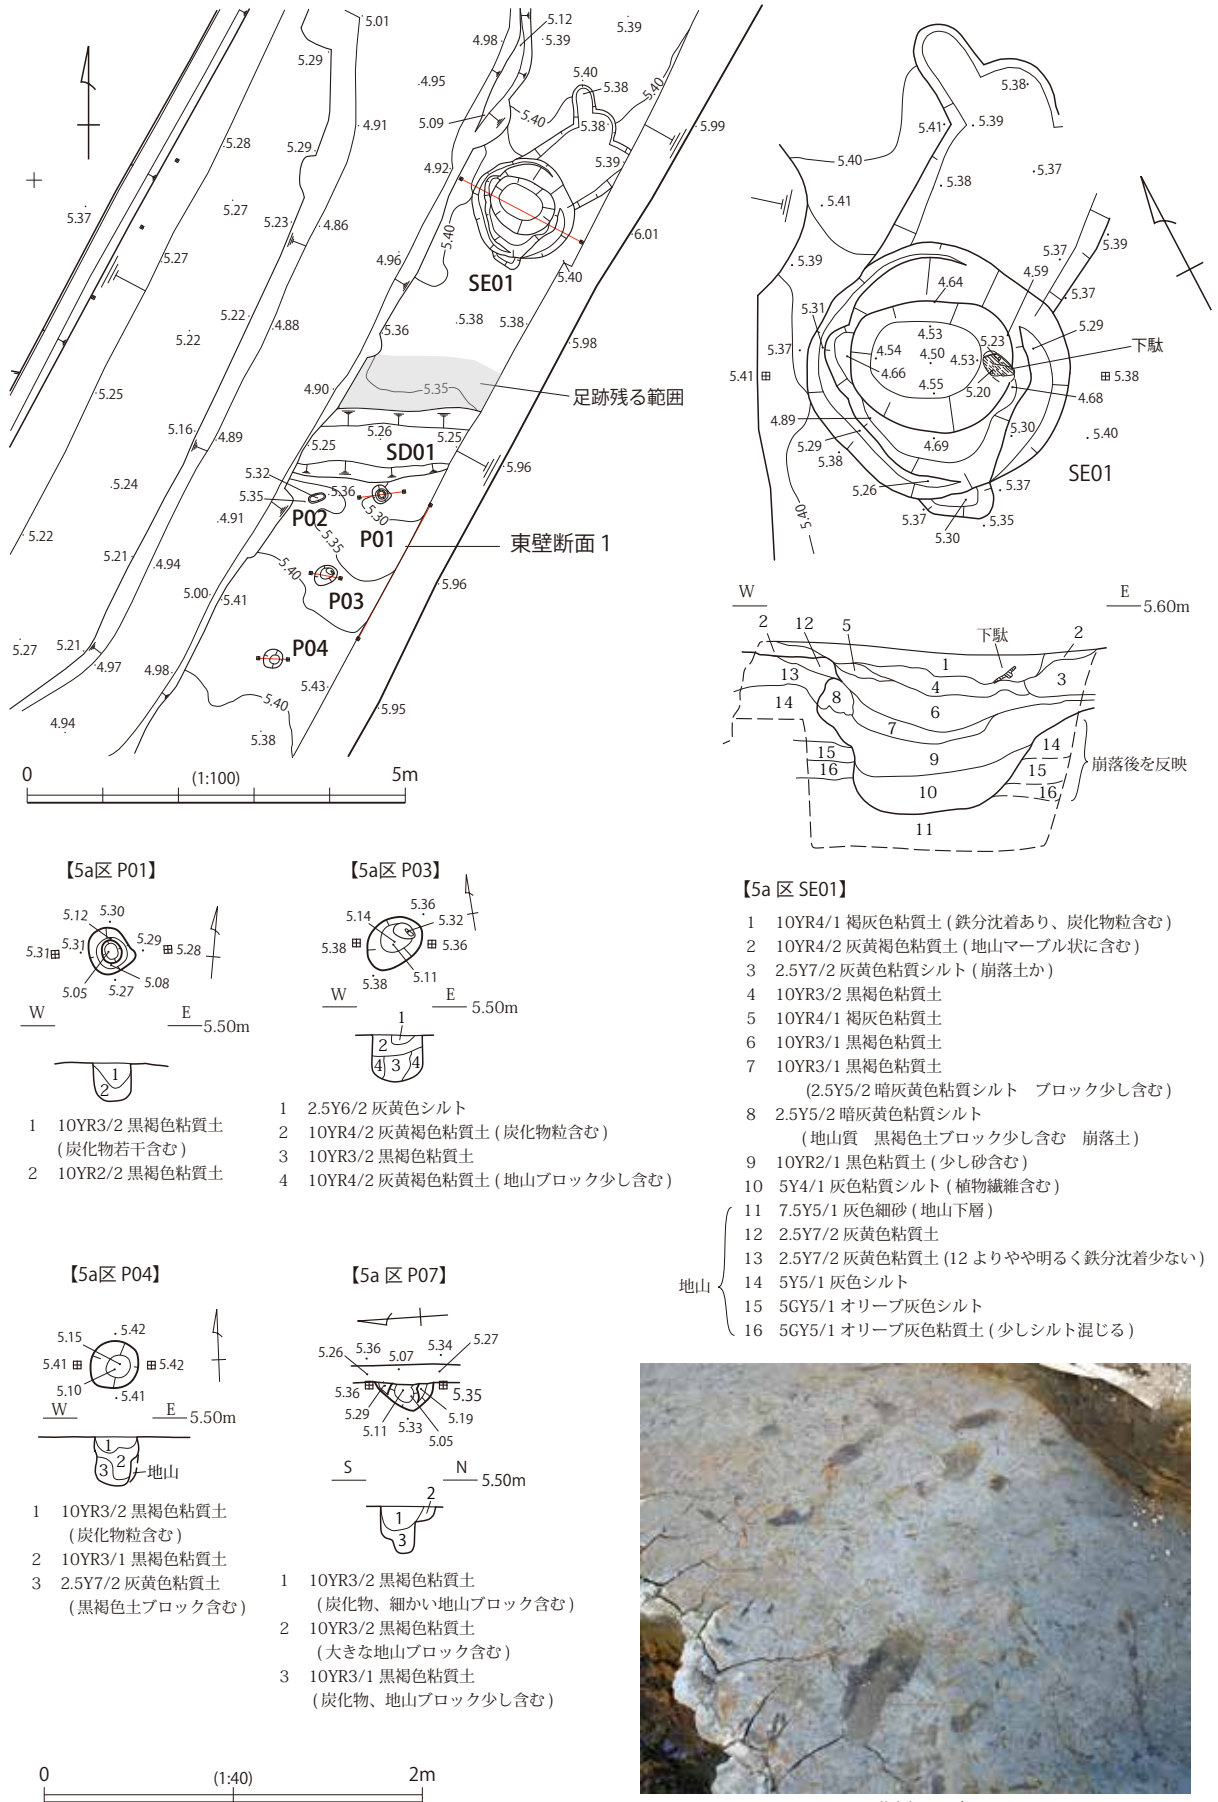 5.01
5.12
4.98
5.39
5.39
5.29
5.40
5.38
5.40
4.95
5.09
5.40
5.38
5.99
4.91
5.28
5.29
5.39
4.92
5.37
5.27
5.23
4.86
5.40
6.01
5.27
4.96
5.40
SE01
5.22
4.88
5.36
5.38
5.38
5.22
5.98
5.25
4.90
5.35
足跡残る範囲
5.16
4.89
5.25
5.26
5.25
SD01
5.96
5.24
5.32
5.35
5.36
P02
5.30
P01
4.91
5.22
5.35
東壁断面 1
5.21
4.94
5.40
5.96
5.00
5.41
P03
5.27
5.21
4.97
4.98
P04
5.43
5.40
5.95
4.94
5.38
0
(1:100)
5m
5.38
5.41
5.39
5.40
5.38
5.37
5.41
5.39
5.37
5.39
4.64
4.59
5.37
5.31
4.53
5.29
5.23
5.37
4.54
4.50
4.53
下駄
5.41
4.66
4.55
5.20
5.38
4.68
4.89
5.29
5.30
5.40
5.38
4.69
SE01
5.26
5.37
5.40
5.37
5.30
5.35
W
E
5.60m
2
12
5
下駄
2
1
13
4
3
8
14
6
7
9
14
15
15
16
10
16
11
崩落後を反映
【5a区 P01】
5.12
5.30
5.31
5.31
5.29
5.28
5.05
5.27
5.08
W
E
5.50m
1
2
1 10YR3/2 黒褐色粘質土
(炭化物若干含む)
2 10YR2/2 黒褐色粘質土
【5a区 P03】
5.36
5.14
5.32
5.38
5.36
5.38
5.11
W
E
5.50m
1
2
4
3
4
1 2.5Y6/2 灰黄色シルト
2 10YR4/2 灰黄褐色粘質土 (炭化物粒含む)
3 10YR3/2 黒褐色粘質土
4 10YR4/2 灰黄褐色粘質土 (地山ブロック少し含む)
【5a 区 SE01】
1 10YR4/1 褐灰色粘質土 (鉄分沈着あり、炭化物粒含む)
2 10YR4/2 灰黄褐色粘質土 (地山マーブル状に含む)
3 2.5Y7/2 灰黄色粘質シルト (崩落土か)
4 10YR3/2 黒褐色粘質土
5 10YR4/1 褐灰色粘質土
6 10YR3/1 黒褐色粘質土
7 10YR3/1 黒褐色粘質土
(2.5Y5/2 暗灰黄色粘質シルト ブロック少し含む)
8 2.5Y5/2 暗灰黄色粘質シルト
(地山質 黒褐色土ブロック少し含む 崩落土)
9 10YR2/1 黒色粘質土 (少し砂含む)
10 5Y4/1 灰色粘質シルト (植物繊維含む)
11 7.5Y5/1 灰色細砂 (地山下層)
12 2.5Y7/2 灰黄色粘質土
13 2.5Y7/2 灰黄色粘質土 (12 よりやや明るく鉄分沈着少ない)
14 5Y5/1 灰色シルト
15 5GY5/1 オリーブ灰色シルト
16 5GY5/1 オリーブ灰色粘質土 (少しシルト混じる)
地山
【5a区 P04】
5.15
5.42
5.41
5.42
5.10
5.41
W
E
5.50m
1
2
3
地山
1 10YR3/2 黒褐色粘質土
(炭化物粒含む)
2 10YR3/1 黒褐色粘質土
3 2.5Y7/2 灰黄色粘質土
(黒褐色土ブロック含む)
【5a 区 P07】
5.26
5.36
5.07
5.34
5.27
5.36
5.35
5.29
5.19
5.11
5.33
5.05
S
N
5.50m
1
2
3
1 10YR3/2 黒褐色粘質土
(炭化物、細かい地山ブロック含む)
2 10YR3/2 黒褐色粘質土
(大きな地山ブロック含む)
3 10YR3/1 黒褐色粘質土
(炭化物、地山ブロック少し含む)
0
(1:40)
2m